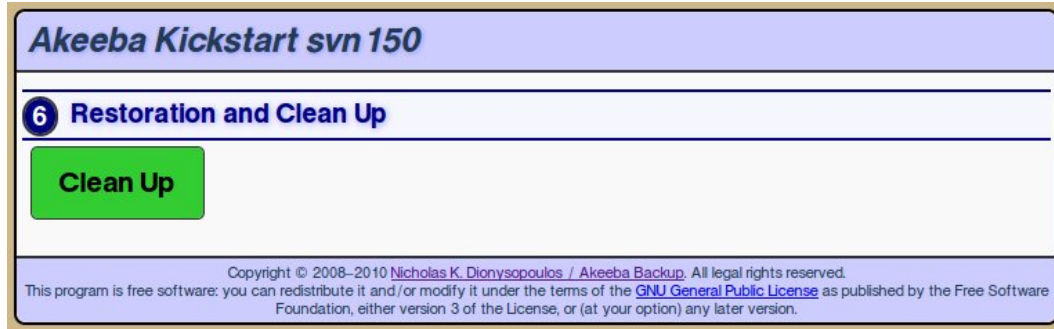 Akeeba Kickstart svn 150
6 Restoration and Clean Up
Clean Up
Copyright © 2008–2010 Nicholas K. Dionysopoulos / Akeeba Backup. All legal rights reserved.
This program is free software: you can redistribute it and/or modify it under the terms of the GNU General Public License as published by the Free Software
Foundation, either version 3 of the License, or (at your option) any later version.